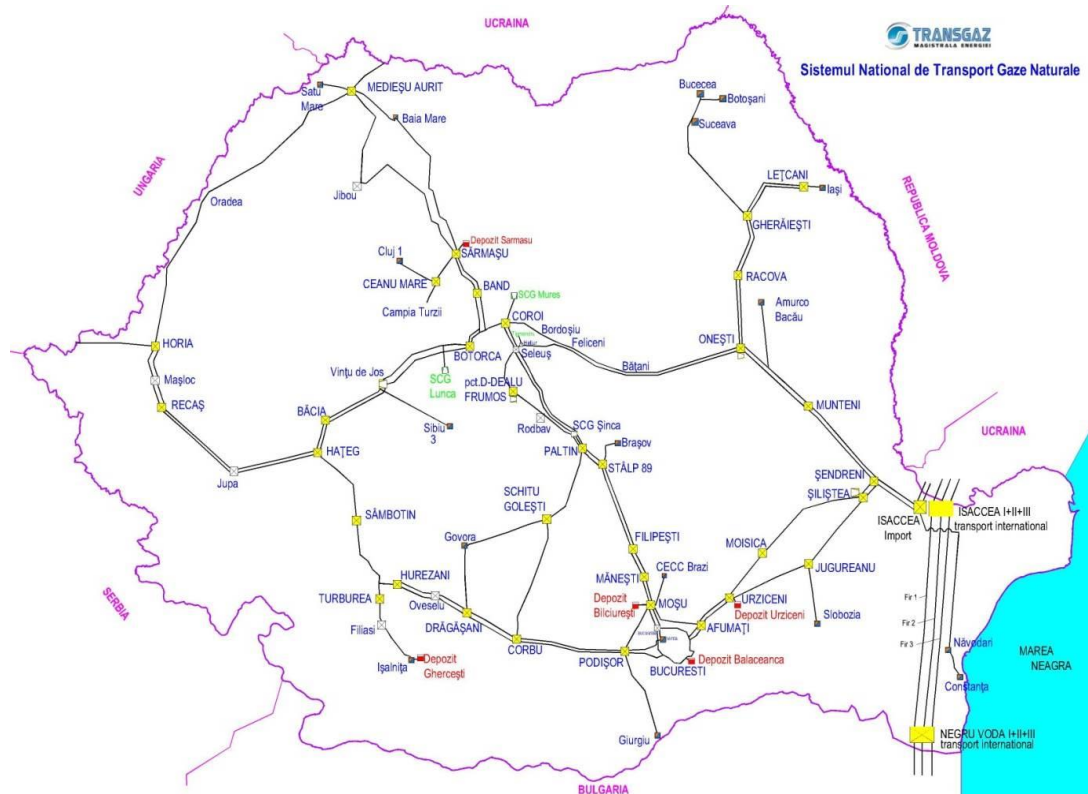 UCRAINA
TRANSGAZ
MAGISTRALA ENERGIEI
Sistemul National de Transport Gaze Naturale
MEDIEȘU AURIT
Satu
Mara
Baia Mare
Bucecea
Botoșani
Suceava
UNGARIA
Oradea
Jibou
LEȚCANI
Iași
GHERĂIEȘTI
REPUBLICA MOLDOVA
Depozit Sarmasu
SĂRMAȘU
Cluj 1
CEANU MARE
Campia Turzii
BAND
SCG Mures
RACOVA
Amurco
Bacău
COROI
Bordoșiu
Feliceni
Seleuș
Bățani
ONEȘTI
HORIA
Mașloc
RECAȘ
BOTORCA
Vințu de Jos
SCG
Lunca
pct.D-DEALU
FRUMOS
MUNTENI
BĂCIA
Sibiu
3
Rodbav
SCG Șinca
Brașov
PALTIN
STÂLP 89
UCRAINA
HAȚEG
Jupa
ȘENDRENI
ȘILIȘTEA
SCHITU
GOLEȘTI
ISACCEA
Import
ISACCEA I+II+III
transport international
SÂMBOTIN
Govora
FILIPEȘTI
MOISICA
CECC Brazi
MĂNEȘTI
JUGUREANU
SERBIA
HUREZANI
TURBUREA
Oveselu
Depozit
Bilciurești
MOȘU
URZICENI
Depozit Urziceni
Slobozia
Fir 1
Fir 2
Fir 3
Filiasi
DRĂGĂȘANI
CORBU
AFUMAȚI
Năvodari
MAREA
NEAGRA
Ișalnița
Depozit
Ghercești
PODIȘOR
BUCURESTI
Depozit Balaceanca
Constanța
Giurgiu
NEGRU VODA I+II+III
transport international
BULGARIA